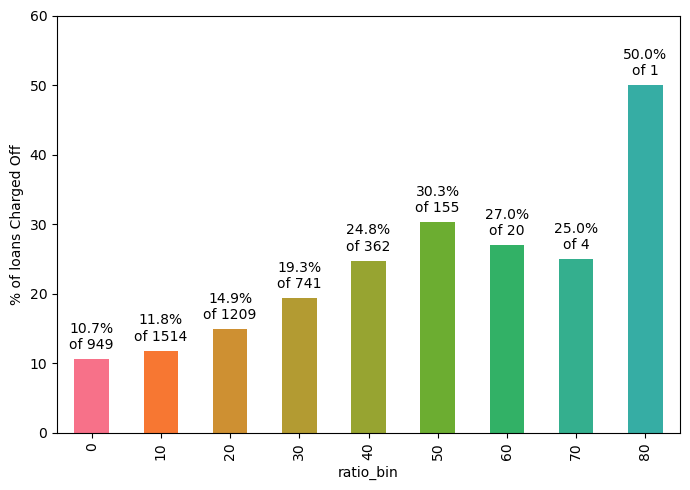 60
50
40
30
20
10
0
% of loans Charged Off
10.7%
of 949
11.8%
of 1514
14.9%
of 1209
19.3%
of 741
24.8%
of 362
30.3%
of 155
27.0%
of 20
25.0%
of 4
50.0%
of 1
0 10 20 30 40 50 60 70 80
ratio_bin